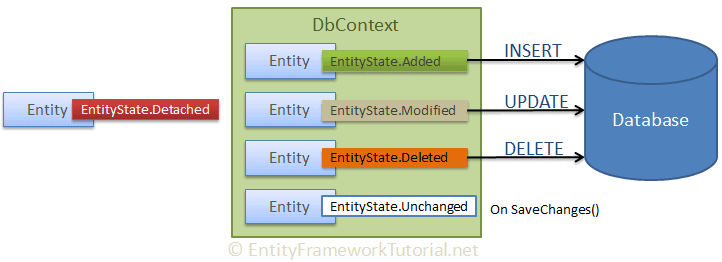 DbContext
Entity EntityState.Added INSERT
Entity EntityState.Detached
Entity EntityState.Modified UPDATE
Database
Entity EntityState.Deleted DELETE
Entity EntityState.Unchanged On SaveChanges()
© EntityFrameworkTutorial.net